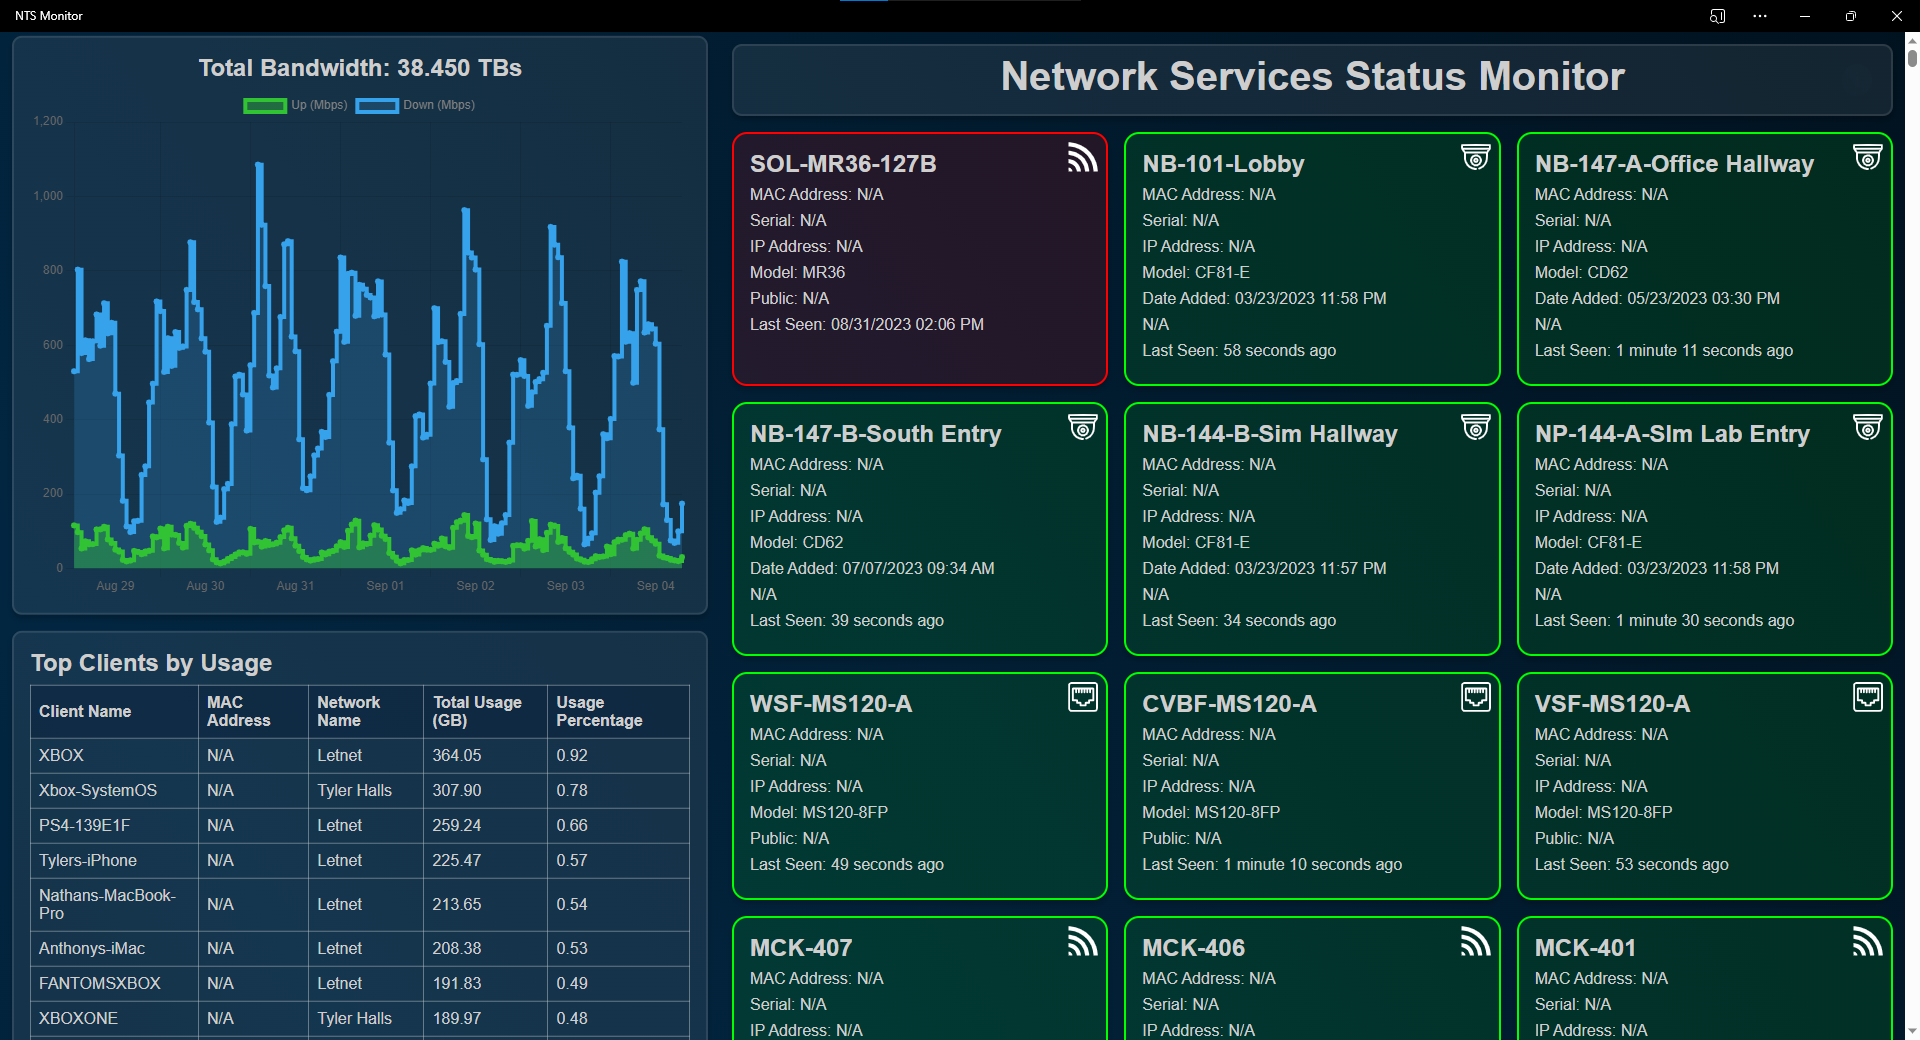 NTS Monitor
Total Bandwidth: 38.450 TBs
Up (Mbps) Down (Mbps)
1,200
1,000
800
600
400
200
0
Aug 29 Aug 30 Aug 31 Sep 01 Sep 02 Sep 03 Sep 04
Top Clients by Usage
Client Name MAC Address Network Name Total Usage (GB) Usage Percentage
XBOX N/A Letnet 364.05 0.92
Xbox-SystemOS N/A Tyler Halls 307.90 0.78
PS4-139E1F N/A Letnet 259.24 0.66
Tylers-iPhone N/A Letnet 225.47 0.57
Nathans-MacBook-Pro N/A Letnet 213.65 0.54
Anthonys-iMac N/A Letnet 208.38 0.53
FANTOMSXBOX N/A Letnet 191.83 0.49
XBOXONE N/A Tyler Halls 189.97 0.48
Network Services Status Monitor
SOL-MR36-127B
MAC Address: N/A
Serial: N/A
IP Address: N/A
Model: MR36
Public: N/A
Last Seen: 08/31/2023 02:06 PM
NB-101-Lobby
MAC Address: N/A
Serial: N/A
IP Address: N/A
Model: CF81-E
Date Added: 03/23/2023 11:58 PM
N/A
Last Seen: 58 seconds ago
NB-147-A-Office Hallway
MAC Address: N/A
Serial: N/A
IP Address: N/A
Model: CD62
Date Added: 05/23/2023 03:30 PM
N/A
Last Seen: 1 minute 11 seconds ago
NB-147-B-South Entry
MAC Address: N/A
Serial: N/A
IP Address: N/A
Model: CD62
Date Added: 07/07/2023 09:34 AM
N/A
Last Seen: 39 seconds ago
NB-144-B-Sim Hallway
MAC Address: N/A
Serial: N/A
IP Address: N/A
Model: CF81-E
Date Added: 03/23/2023 11:57 PM
N/A
Last Seen: 34 seconds ago
NP-144-A-SIm Lab Entry
MAC Address: N/A
Serial: N/A
IP Address: N/A
Model: CF81-E
Date Added: 03/23/2023 11:58 PM
N/A
Last Seen: 1 minute 30 seconds ago
WSF-MS120-A
MAC Address: N/A
Serial: N/A
IP Address: N/A
Model: MS120-8FP
Public: N/A
Last Seen: 49 seconds ago
CVBF-MS120-A
MAC Address: N/A
Serial: N/A
IP Address: N/A
Model: MS120-8FP
Public: N/A
Last Seen: 1 minute 10 seconds ago
VSF-MS120-A
MAC Address: N/A
Serial: N/A
IP Address: N/A
Model: MS120-8FP
Public: N/A
Last Seen: 53 seconds ago
MCK-407
MAC Address: N/A
Serial: N/A
IP Address: N/A
MCK-406
MAC Address: N/A
Serial: N/A
IP Address: N/A
MCK-401
MAC Address: N/A
Serial: N/A
IP Address: N/A